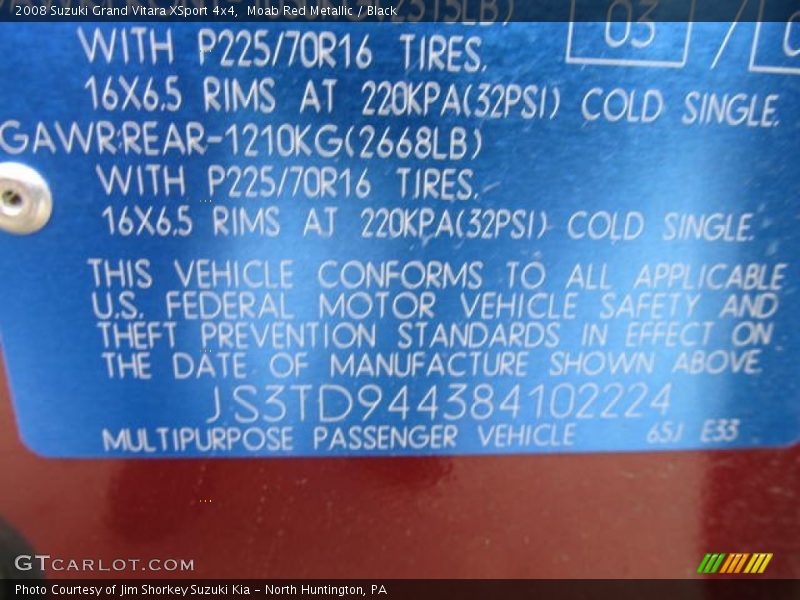 2008 Suzuki Grand Vitara XSport 4x4, Moab Red Metallic / Black
WITH P225/70R16 TIRES, 03 /
16X6.5 RIMS AT 220KPA(32PSI) COLD SINGLE.
GAWR:REAR-1210KG(2668LB)
WITH P225/70R16 TIRES,
16X6.5 RIMS AT 220KPA(32PSI) COLD SINGLE.
THIS VEHICLE CONFORMS TO ALL APPLICABLE
U.S. FEDERAL MOTOR VEHICLE SAFETY AND
THEFT PREVENTION STANDARDS IN EFFECT ON
THE DATE OF MANUFACTURE SHOWN ABOVE
JS3TD944384102224
MULTIPURPOSE PASSENGER VEHICLE 65J E33
GTCARLOT.COM
Photo Courtesy of Jim Shorkey Suzuki Kia - North Huntington, PA